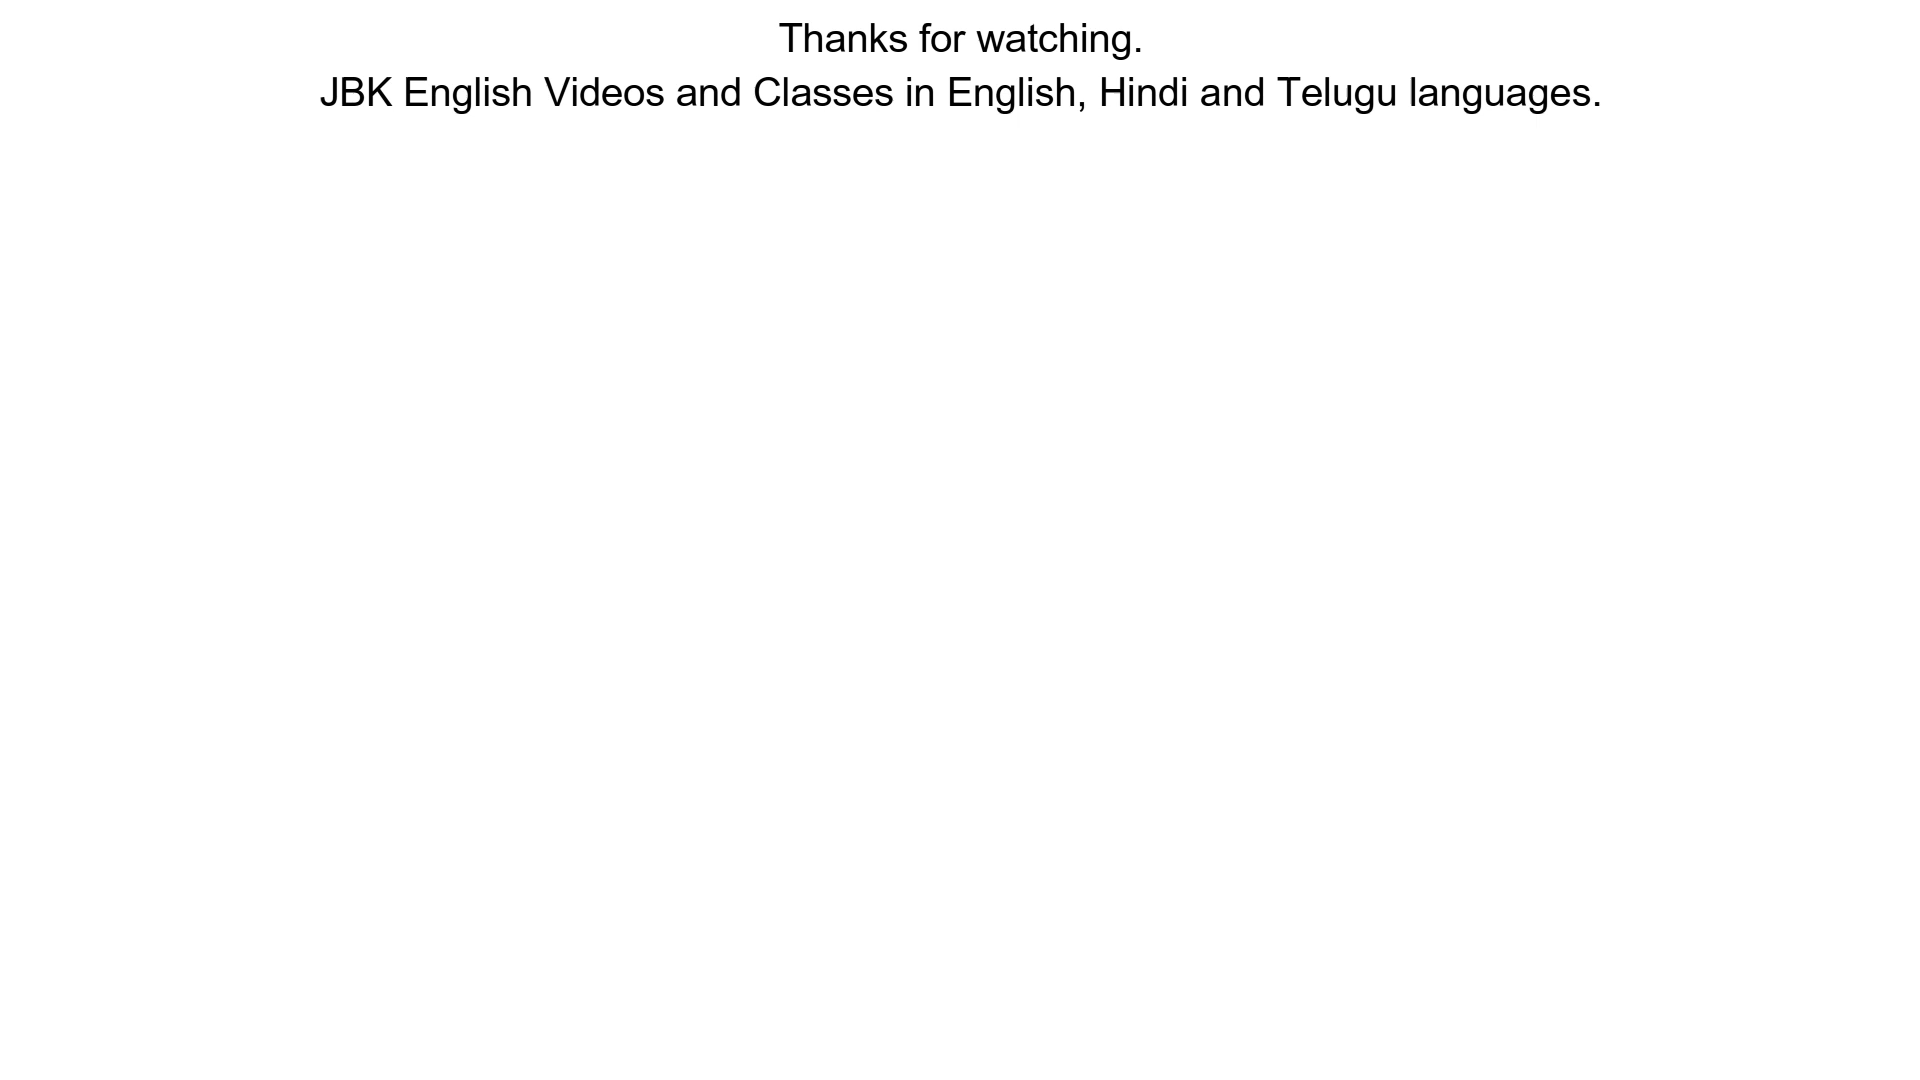 Thanks for watching.
JBK English Videos and Classes in English, Hindi and Telugu languages.